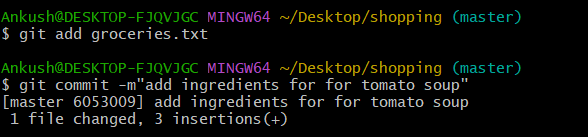 Ankush@DESKTOP-FJQVJGC MINGW64 ~/Desktop/shopping (master)
$ git add groceries.txt
Ankush@DESKTOP-FJQVJGC MINGW64 ~/Desktop/shopping (master)
$ git commit -m"add ingredients for for tomato soup"
[master 6053009] add ingredients for for tomato soup
 1 file changed, 3 insertions(+)